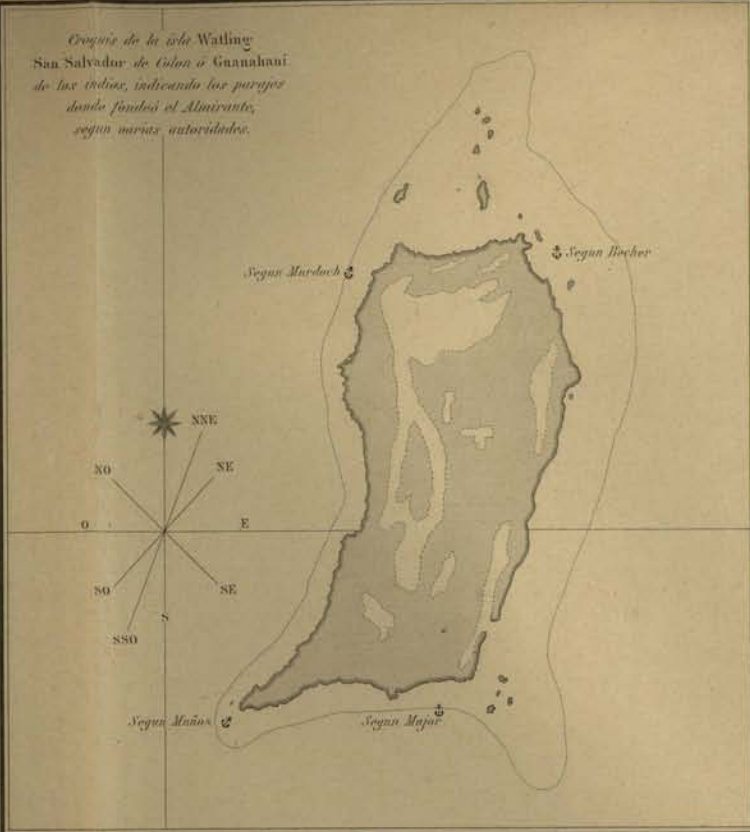 Croquis de la isla Watling
San Salvador de Colon ó Guanahaní
de los indios, indicando los parajes
donde fondeó el Almirante,
segun varias autoridades.
Segun Becher
Segun Murdoch
NNE
NO
NE
O
E
SO
SE
S
SSO
Segun Muños
Segun Major